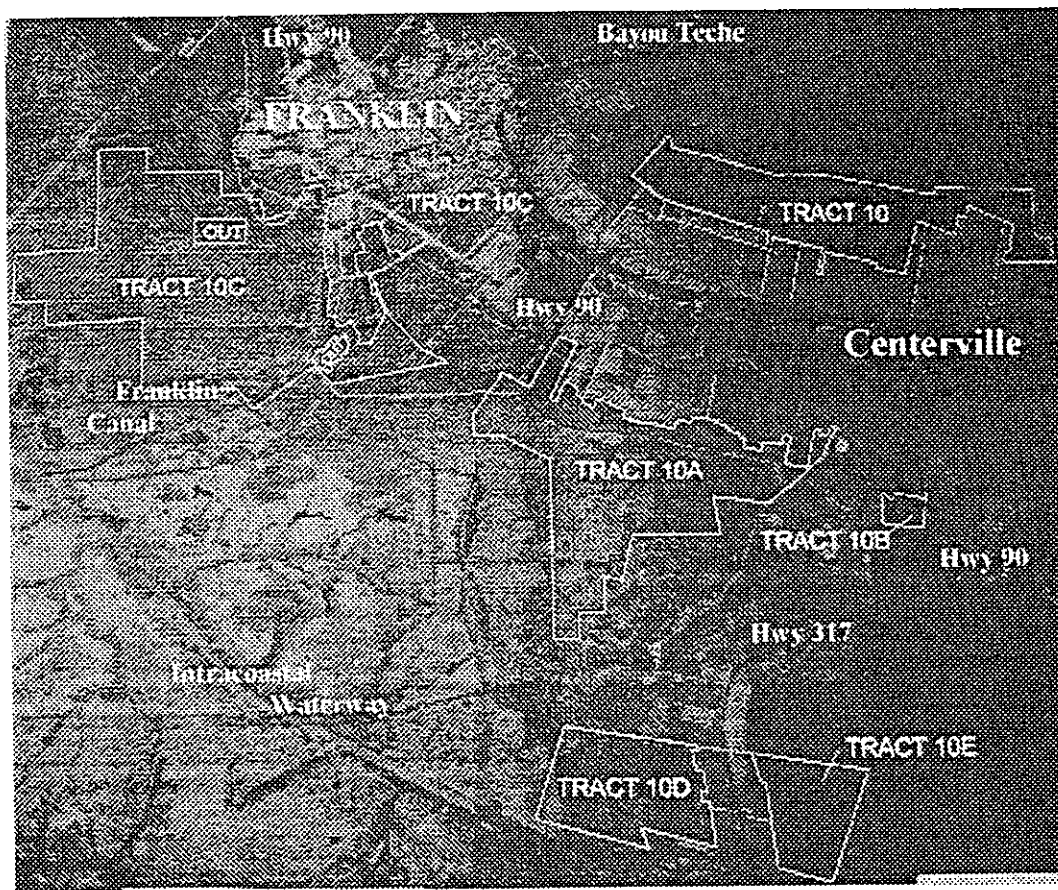 Hwy 90
Bayou Teche
FRANKLIN
TRACT 10C
TRACT 10
OUT
TRACT 10C
Hwy 90
Centerville
OUT
Franklin
Canal
TRACT 10A
TRACT 10B
Hwy 90
Hwy 317
Intracoastal
Waterway
TRACT 10E
TRACT 10D